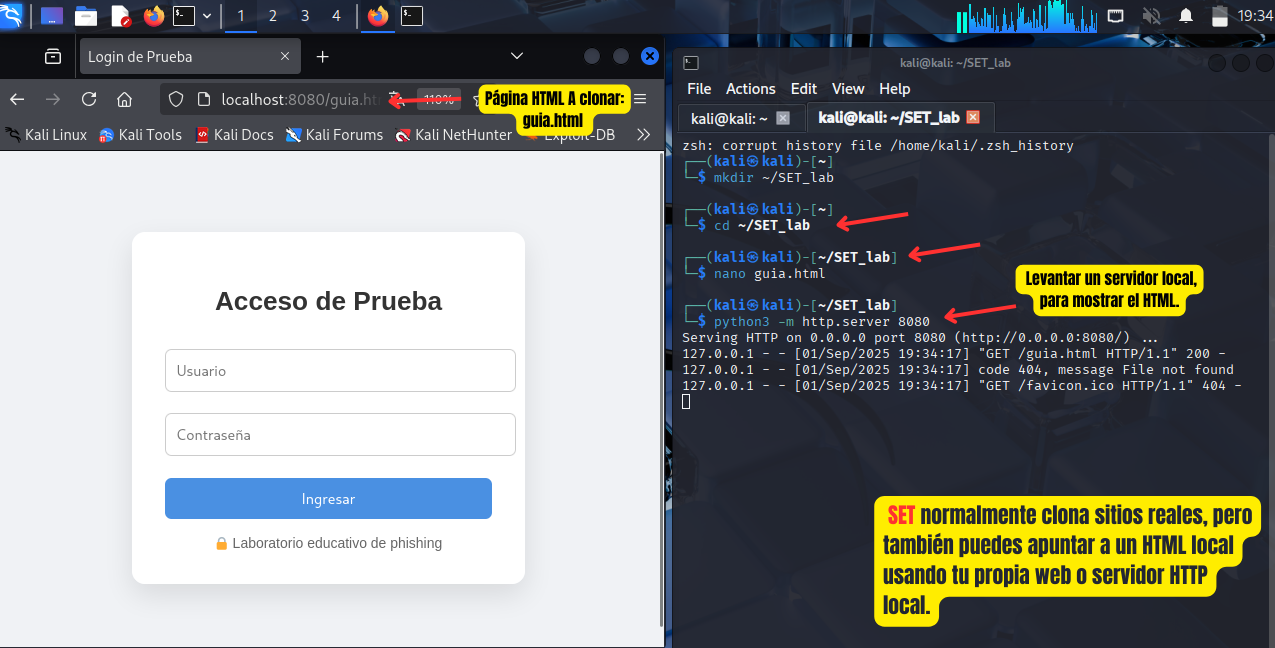 1 2 3 4
19:34
Login de Prueba
localhost:8080/guia.ht
110%
Página HTML A clonar:
guia.html
Kali Linux Kali Tools Kali Docs Kali Forums Kali NetHunter Exploit-DB
Acceso de Prueba
Usuario
Contraseña
Ingresar
🔒 Laboratorio educativo de phishing
kali@kali: ~/SET_lab
File Actions Edit View Help
kali@kali: ~ kali@kali: ~/SET_lab
zsh: corrupt history file /home/kali/.zsh_history
┌──(kali㉿kali)-[~]
└─$ mkdir ~/SET_lab
┌──(kali㉿kali)-[~]
└─$ cd ~/SET_lab
┌──(kali㉿kali)-[~/SET_lab]
└─$ nano guia.html
┌──(kali㉿kali)-[~/SET_lab]
└─$ python3 -m http.server 8080
Serving HTTP on 0.0.0.0 port 8080 (http://0.0.0.0:8080/) ...
127.0.0.1 - - [01/Sep/2025 19:34:17] "GET /guia.html HTTP/1.1" 200 -
127.0.0.1 - - [01/Sep/2025 19:34:17] code 404, message File not found
127.0.0.1 - - [01/Sep/2025 19:34:17] "GET /favicon.ico HTTP/1.1" 404 -
Levantar un servidor local,
para mostrar el HTML.
SET normalmente clona sitios reales, pero
también puedes apuntar a un HTML local
usando tu propia web o servidor HTTP
local.